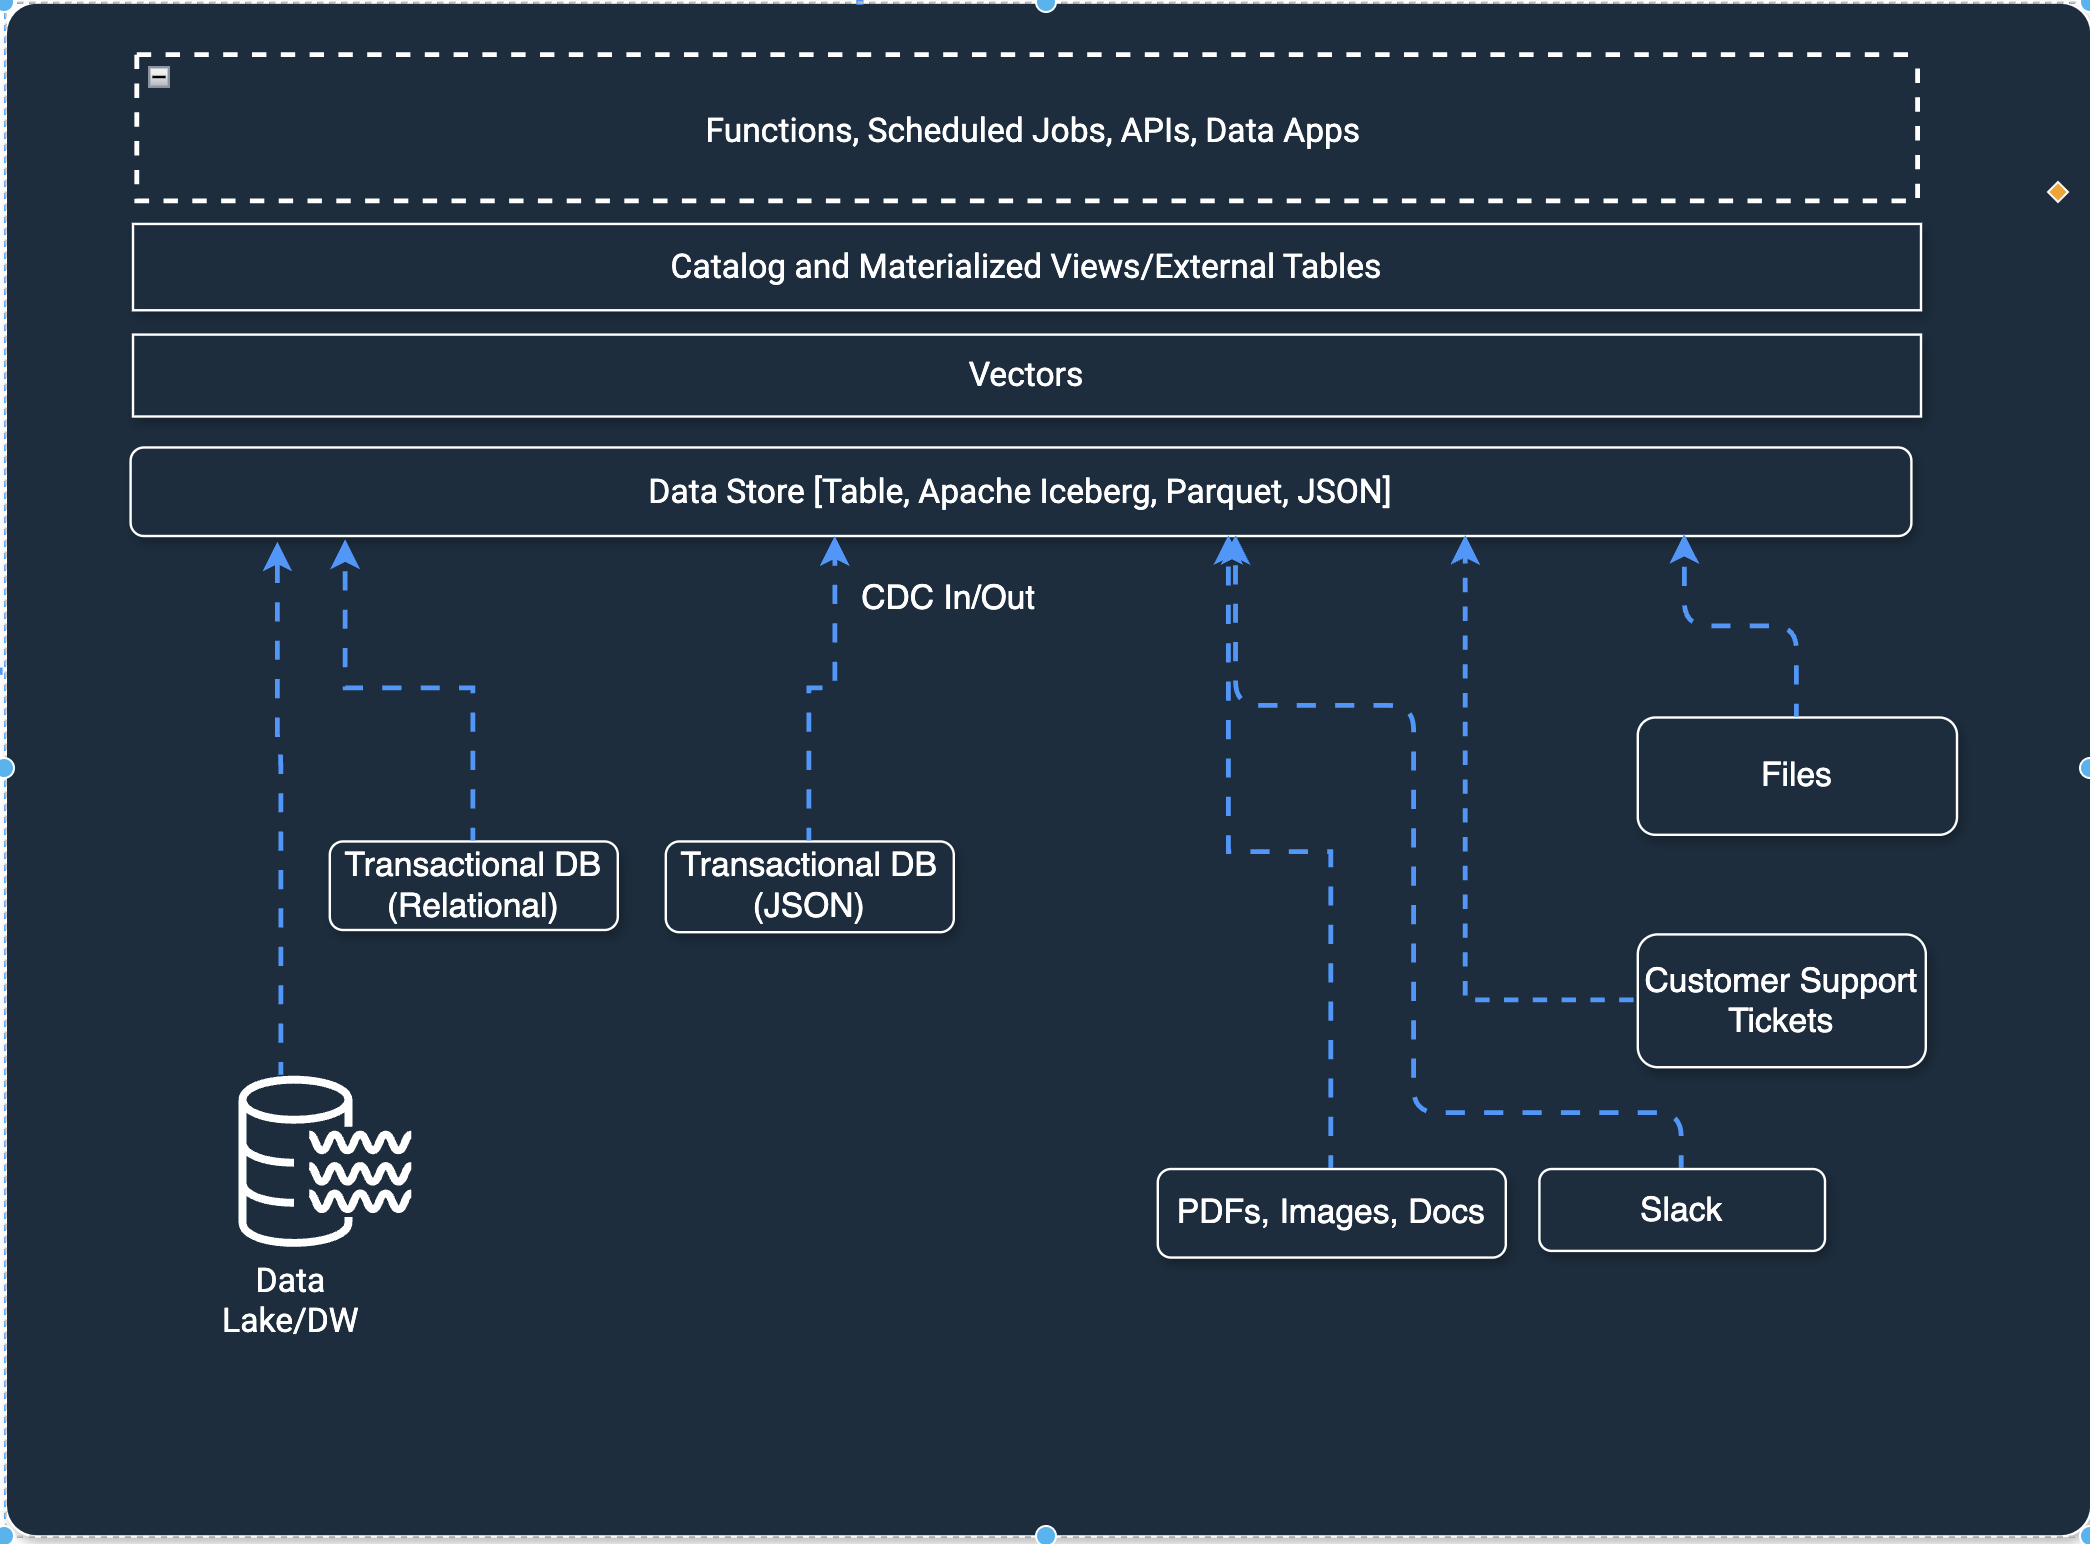 Functions, Scheduled Jobs, APIs, Data Apps
Catalog and Materialized Views/External Tables
Vectors
Data Store [Table, Apache Iceberg, Parquet, JSON]
CDC In/Out
Files
Transactional DB
(Relational)
Transactional DB
(JSON)
Customer Support
Tickets
PDFs, Images, Docs
Slack
Data
Lake/DW